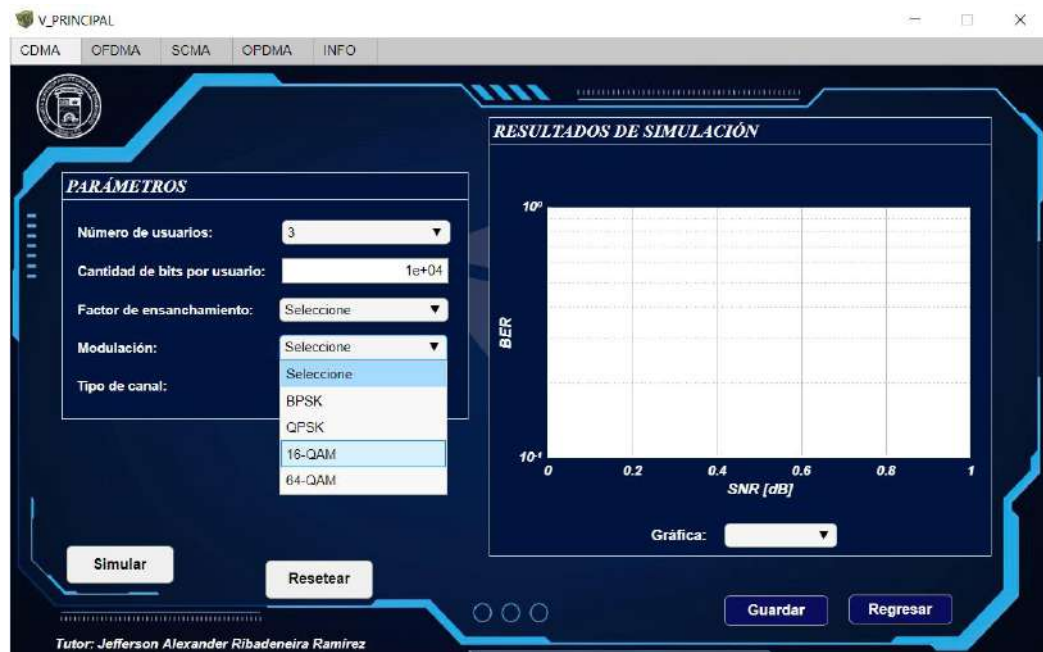 V_PRINCIPAL
CDMA OFDMA SCMA OPDMA INFO
RESULTADOS DE SIMULACIÓN
PARÁMETROS
Número de usuarios: 3
Cantidad de bits por usuario: 1e+04
Factor de ensanchamiento: Seleccione
Modulación: Seleccione
Seleccione
Tipo de canal:
BPSK
QPSK
16-QAM
64-QAM
10⁰
BER
10⁻¹
0 0.2 0.4 0.6 0.8 1
SNR [dB]
Gráfica:
Simular
Resetear
Guardar Regresar
Tutor: Jefferson Alexander Ribadeneira Ramírez